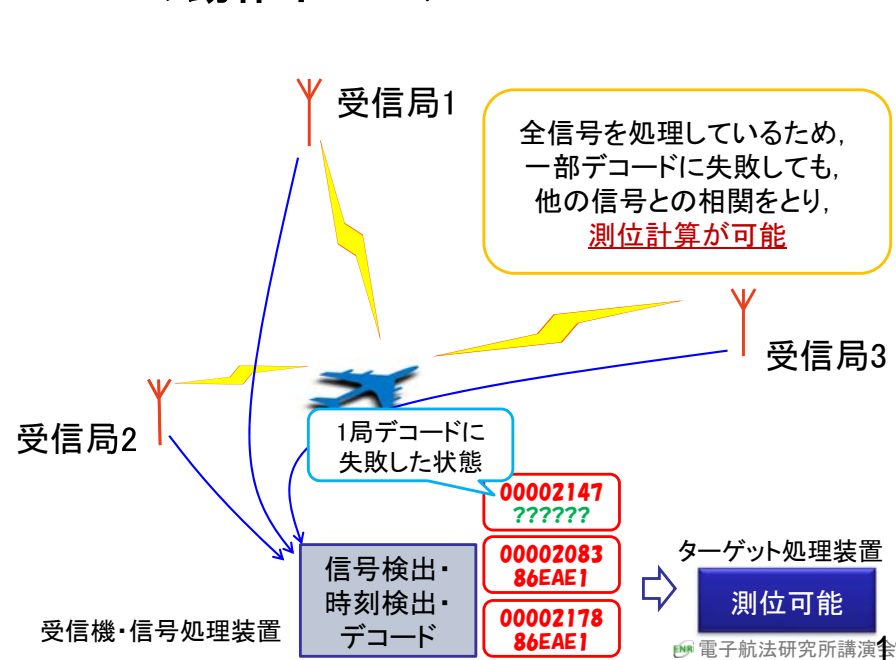 受信局1
全信号を処理しているため,
一部デコードに失敗しても,
他の信号との相関をとり,
測位計算が可能
受信局3
受信局2
1局デコードに
失敗した状態
00002147
??????
00002083
86EAE1
00002178
86EAE1
信号検出・
時刻検出・
デコード
受信機・信号処理装置
ターゲット処理装置
測位可能
ENRI 電子航法研究所講演会
1